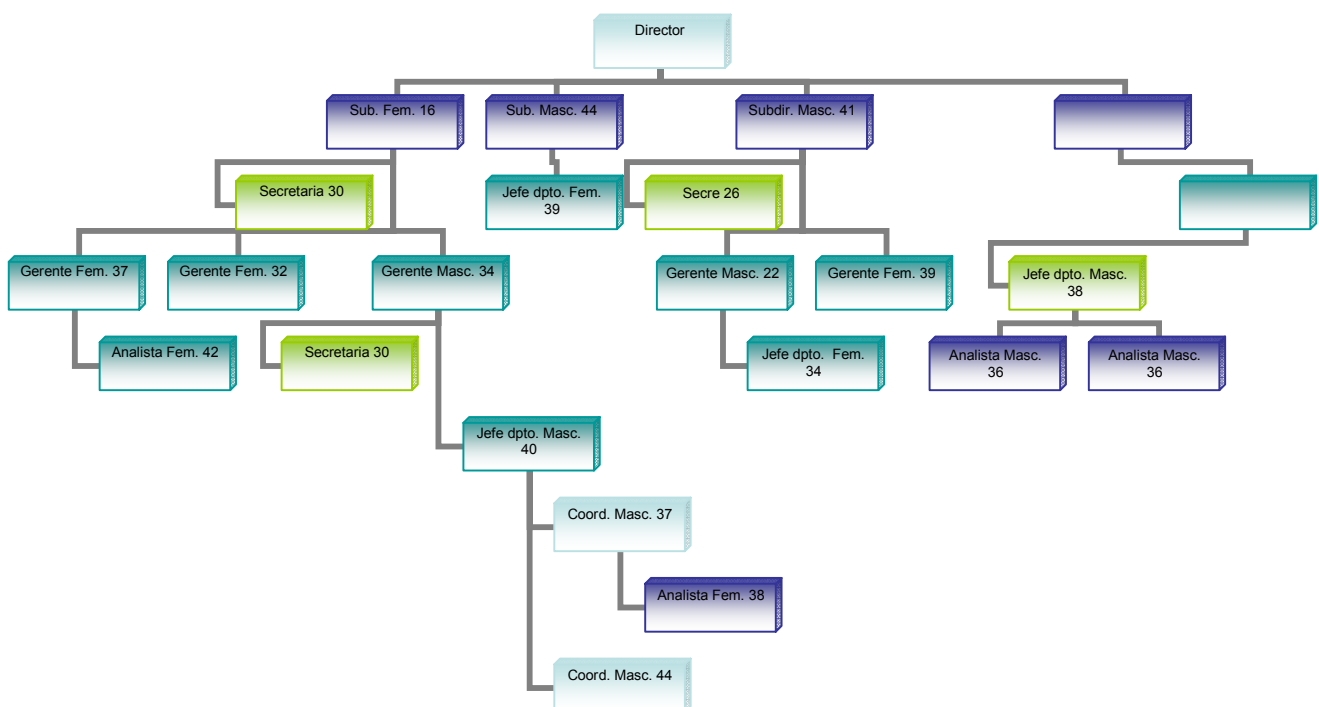 Director
Sub. Fem. 16
Sub. Masc. 44
Subdir. Masc. 41
Secretaria 30
Jefe dpto. Fem.
39
Secre 26
Gerente Fem. 37
Gerente Fem. 32
Gerente Masc. 34
Gerente Masc. 22
Gerente Fem. 39
Jefe dpto. Masc.
38
Analista Fem. 42
Secretaria 30
Jefe dpto. Fem.
34
Analista Masc.
36
Analista Masc.
36
Jefe dpto. Masc.
40
Coord. Masc. 37
Analista Fem. 38
Coord. Masc. 44